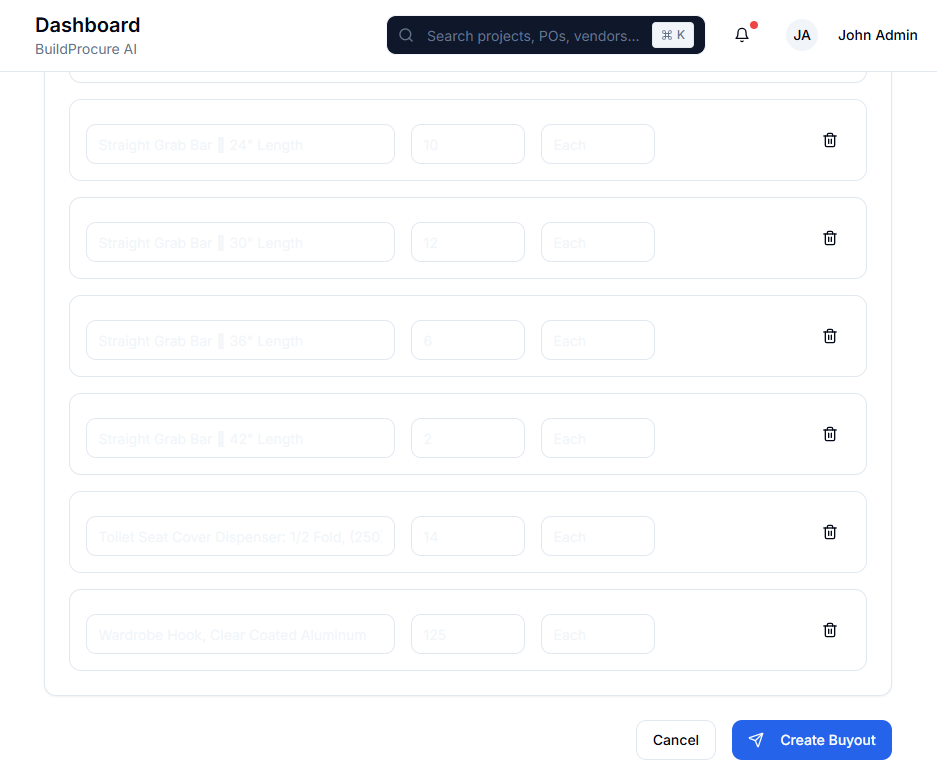 Dashboard
BuildProcure AI
Search projects, POs, vendors...
⌘ K
JA
John Admin
Straight Grab Bar 24" Length
10
Each
Straight Grab Bar 30" Length
12
Each
Straight Grab Bar 36" Length
6
Each
Straight Grab Bar 42" Length
2
Each
Toilet Seat Cover Dispenser: 1/2 Fold, (250
14
Each
Wardrobe Hook, Clear Coated Aluminum
125
Each
Cancel
Create Buyout